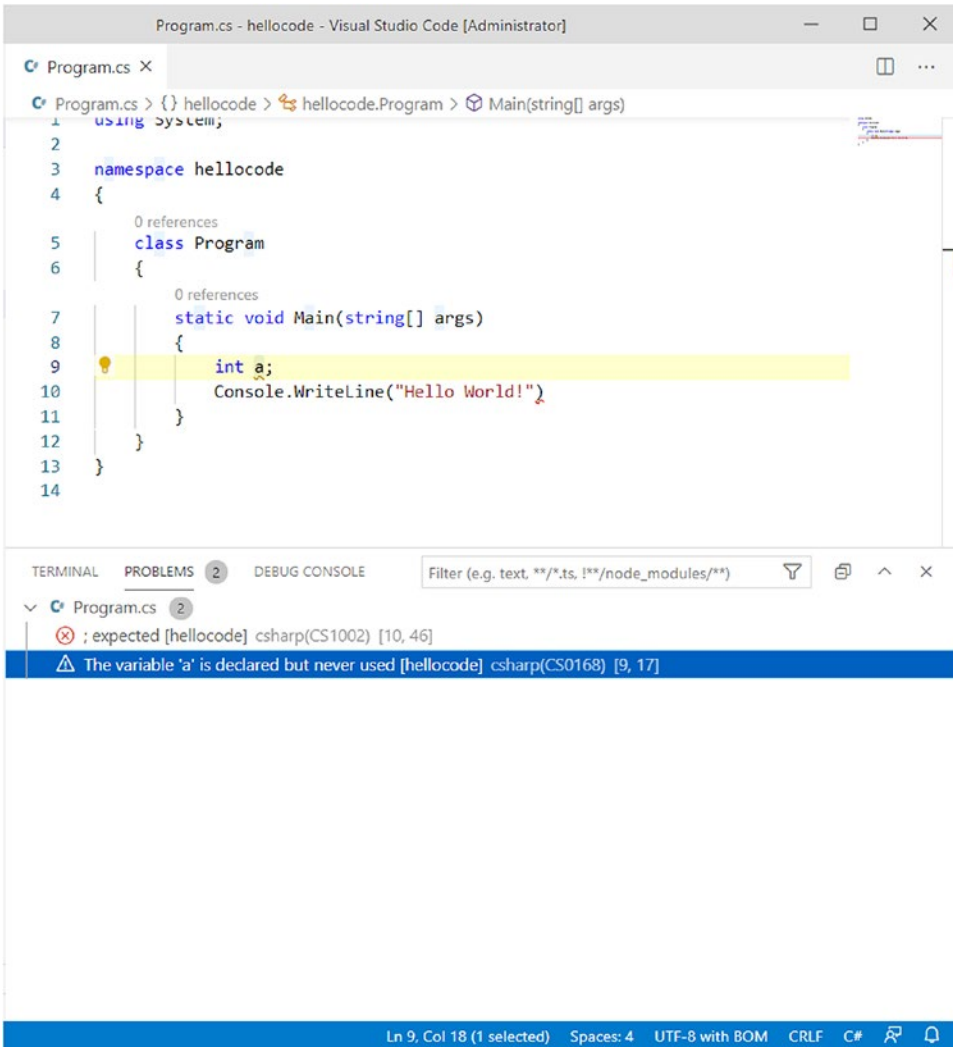 Program.cs - hellocode - Visual Studio Code [Administrator]
C# Program.cs
C# Program.cs > {} hellocode > hellocode.Program > Main(string[] args)
1 using System;
2
3 namespace hellocode
4 {
0 references
5 class Program
6 {
0 references
7 static void Main(string[] args)
8 {
9 int a;
10 Console.WriteLine("Hello World!")
11 }
12 }
13 }
14
TERMINAL PROBLEMS 2 DEBUG CONSOLE Filter (e.g. text, **/*.ts, !**/node_modules/**)
C# Program.cs 2
; expected [hellocode] csharp(CS1002) [10, 46]
The variable 'a' is declared but never used [hellocode] csharp(CS0168) [9, 17]
Ln 9, Col 18 (1 selected) Spaces: 4 UTF-8 with BOM CRLF C#